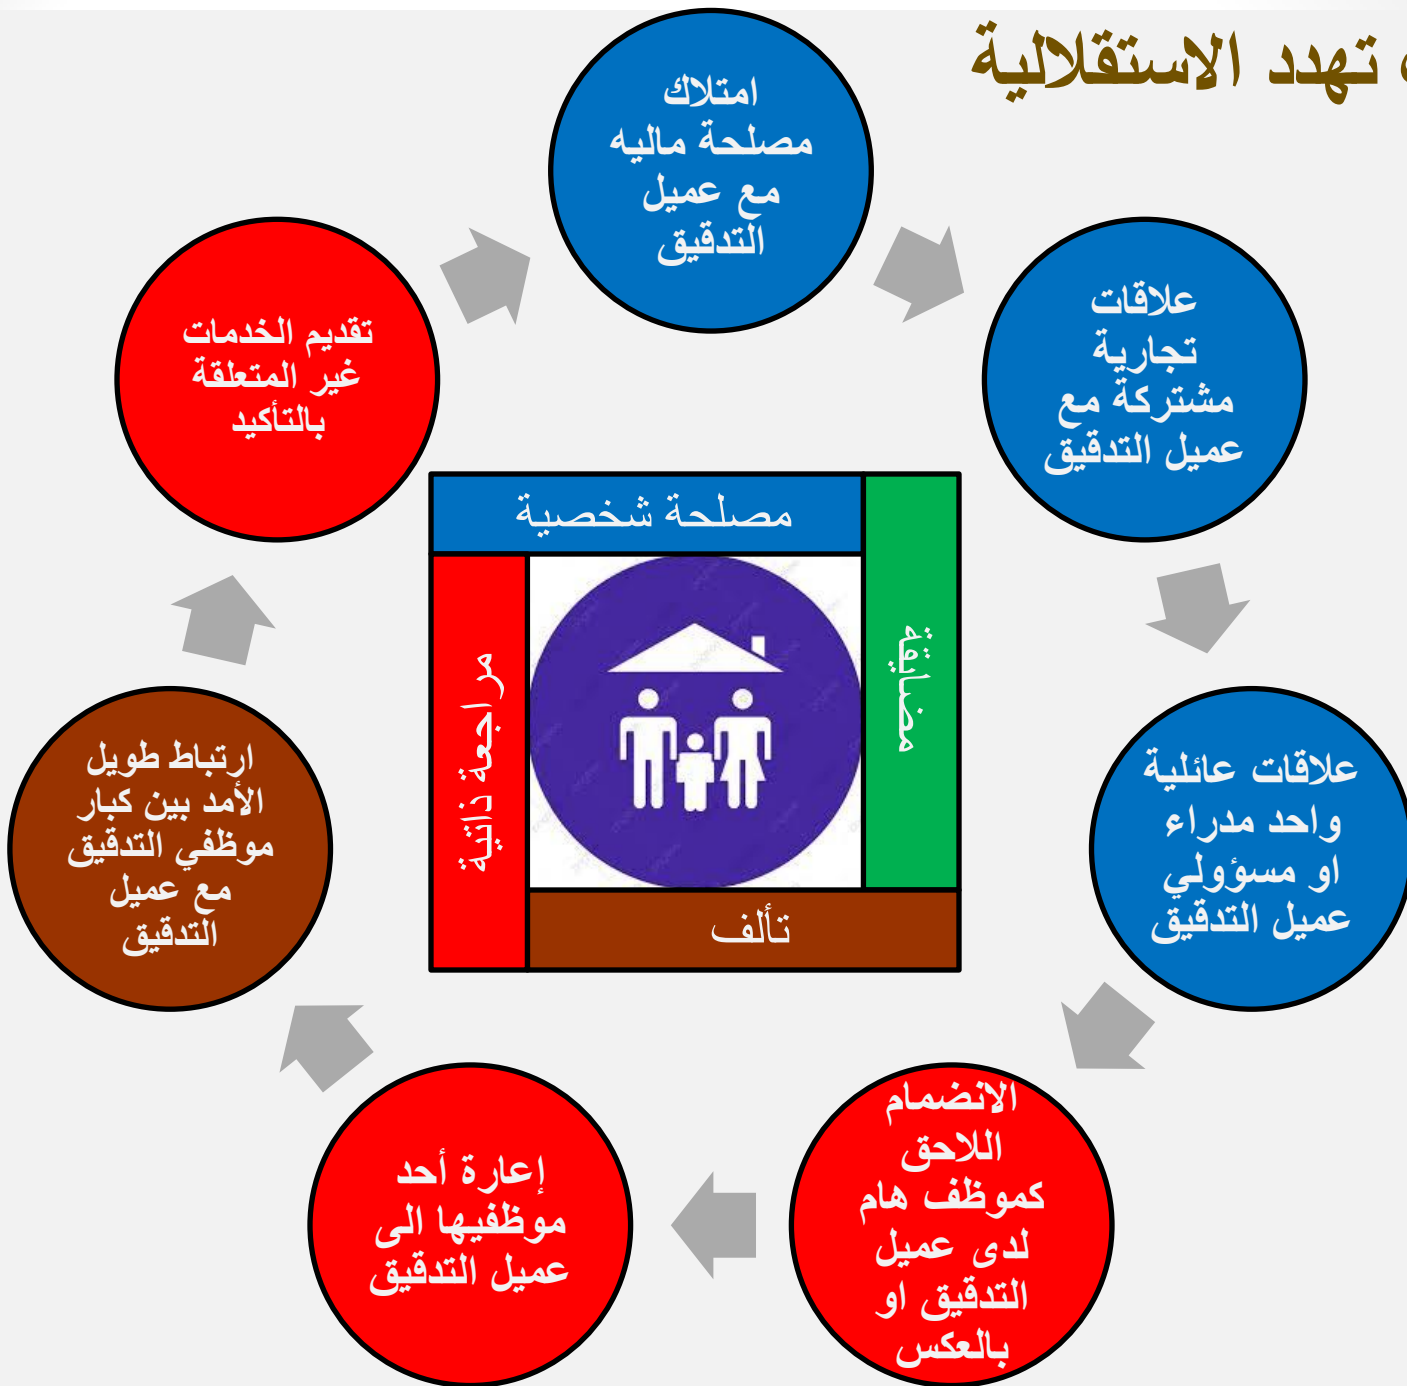 تهدد الاستقلالية
امتلاك
مصلحة ماليه
مع عميل
التدقيق
علاقات
تجارية
مشتركة مع
عميل التدقيق
علاقات عائلية
واحد مدراء
او مسؤولي
عميل التدقيق
الانضمام
اللاحق
كموظف هام
لدى عميل
التدقيق او
بالعكس
إعارة أحد
موظفيها الى
عميل التدقيق
ارتباط طويل
الأمد بين كبار
موظفي التدقيق
مع عميل
التدقيق
تقديم الخدمات
غير المتعلقة
بالتأكيد
مصلحة شخصية
مضايقة
تألف
مراجعة ذاتية